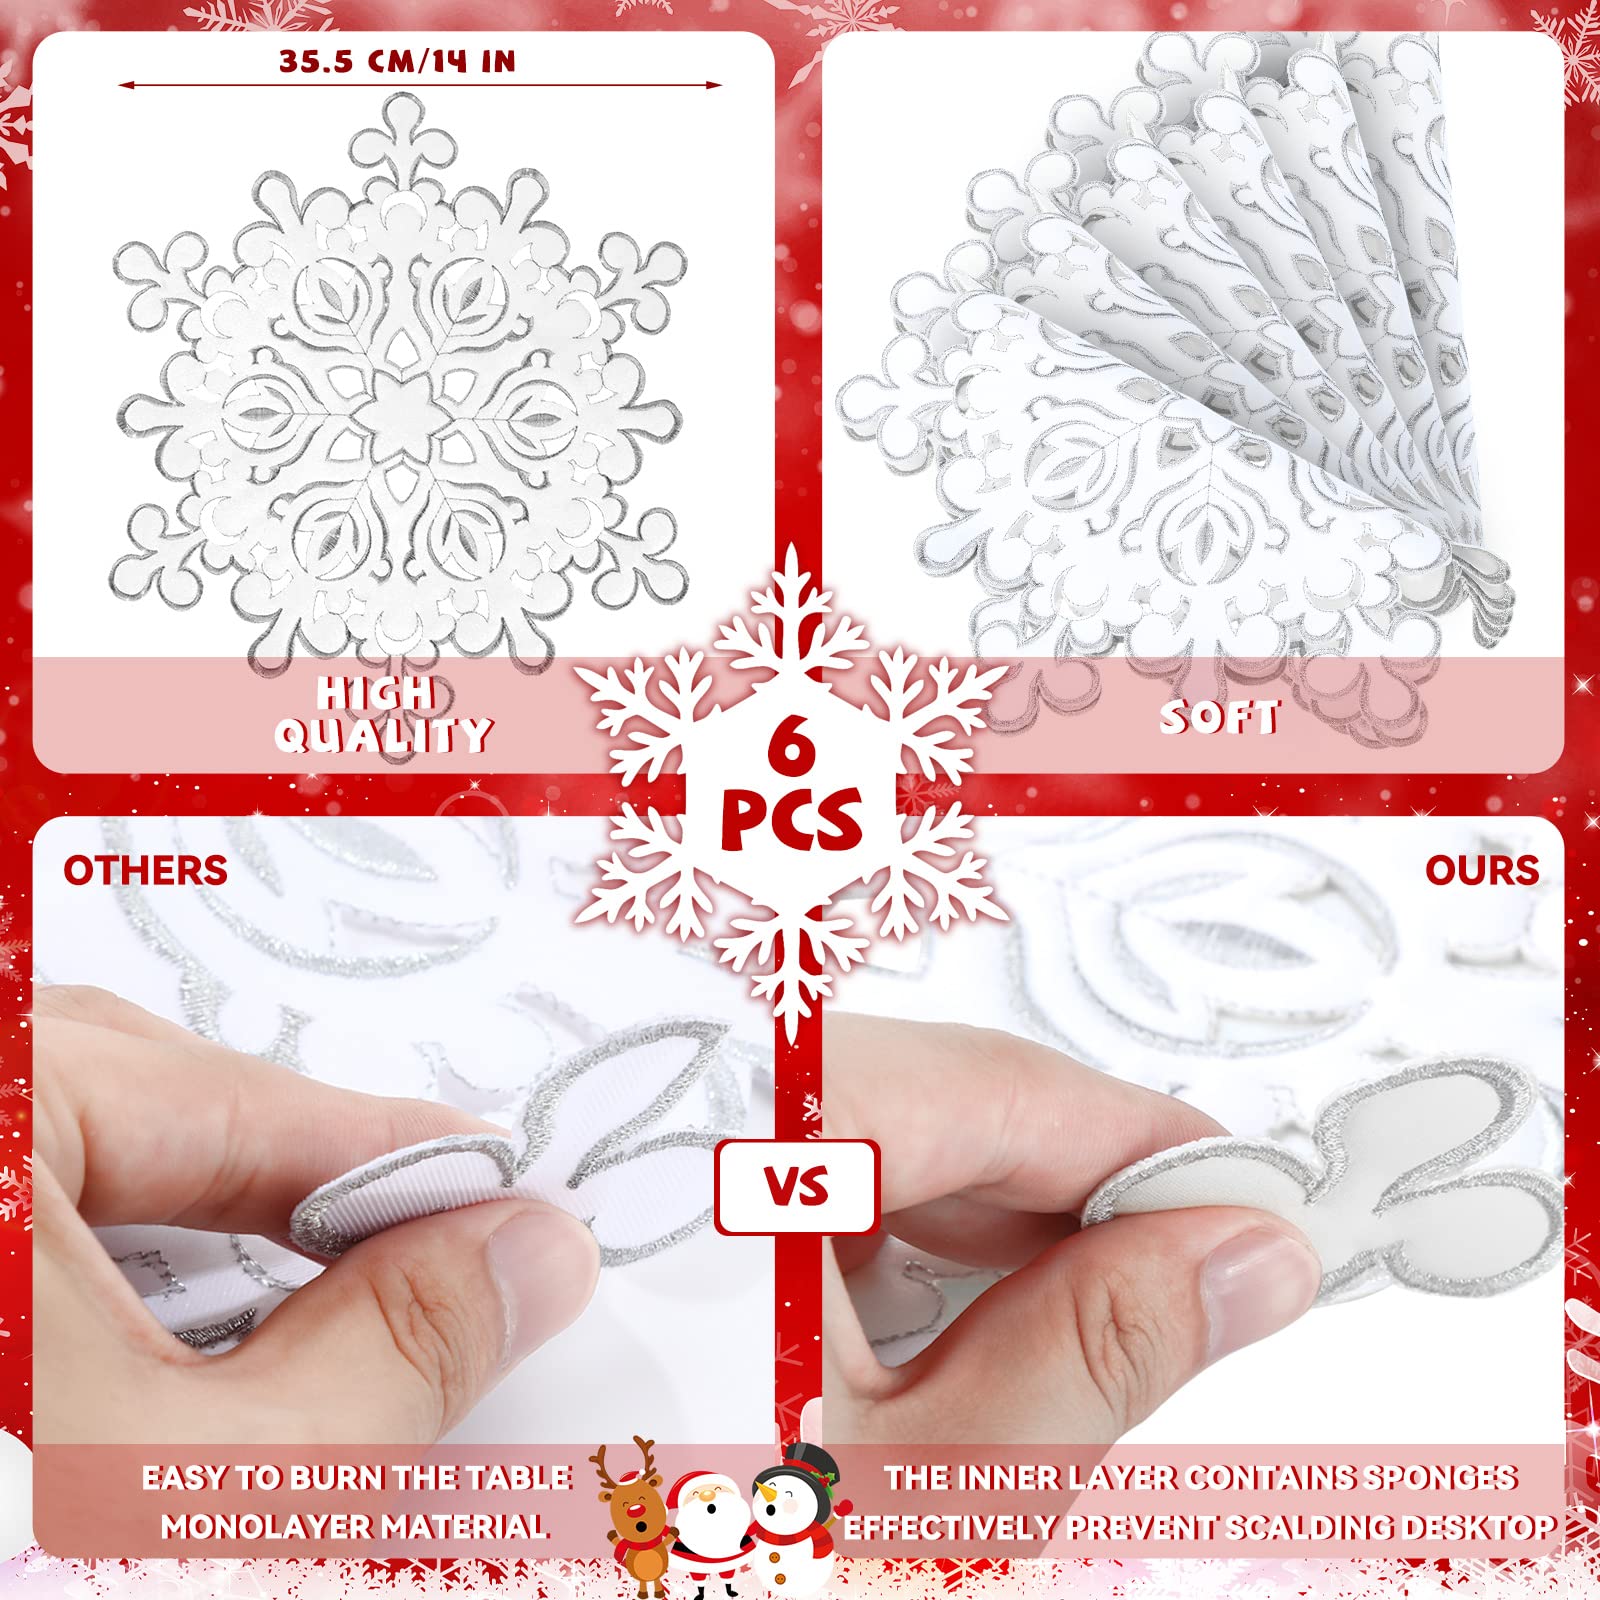 35.5 CM/14 IN
HIGH
QUALITY
SOFT
6
PCS
OTHERS
OURS
VS
EASY TO BURN THE TABLE
MONOLAYER MATERIAL
THE INNER LAYER CONTAINS SPONGES
EFFECTIVELY PREVENT SCALDING DESKTOP